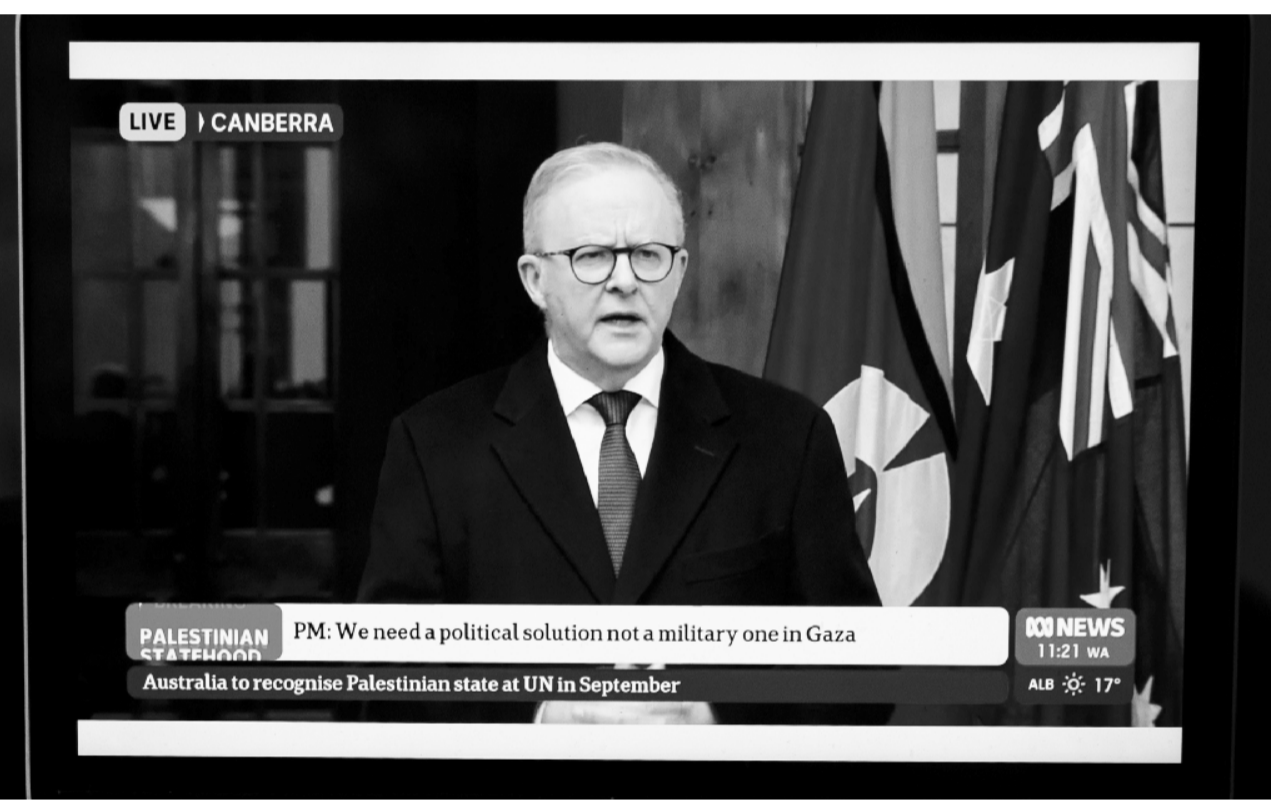 LIVE CANBERRA
PALESTINIAN
STATEHOOD
PM: We need a political solution not a military one in Gaza
NEWS
11:21 WA
Australia to recognise Palestinian state at UN in September
ALB 17°